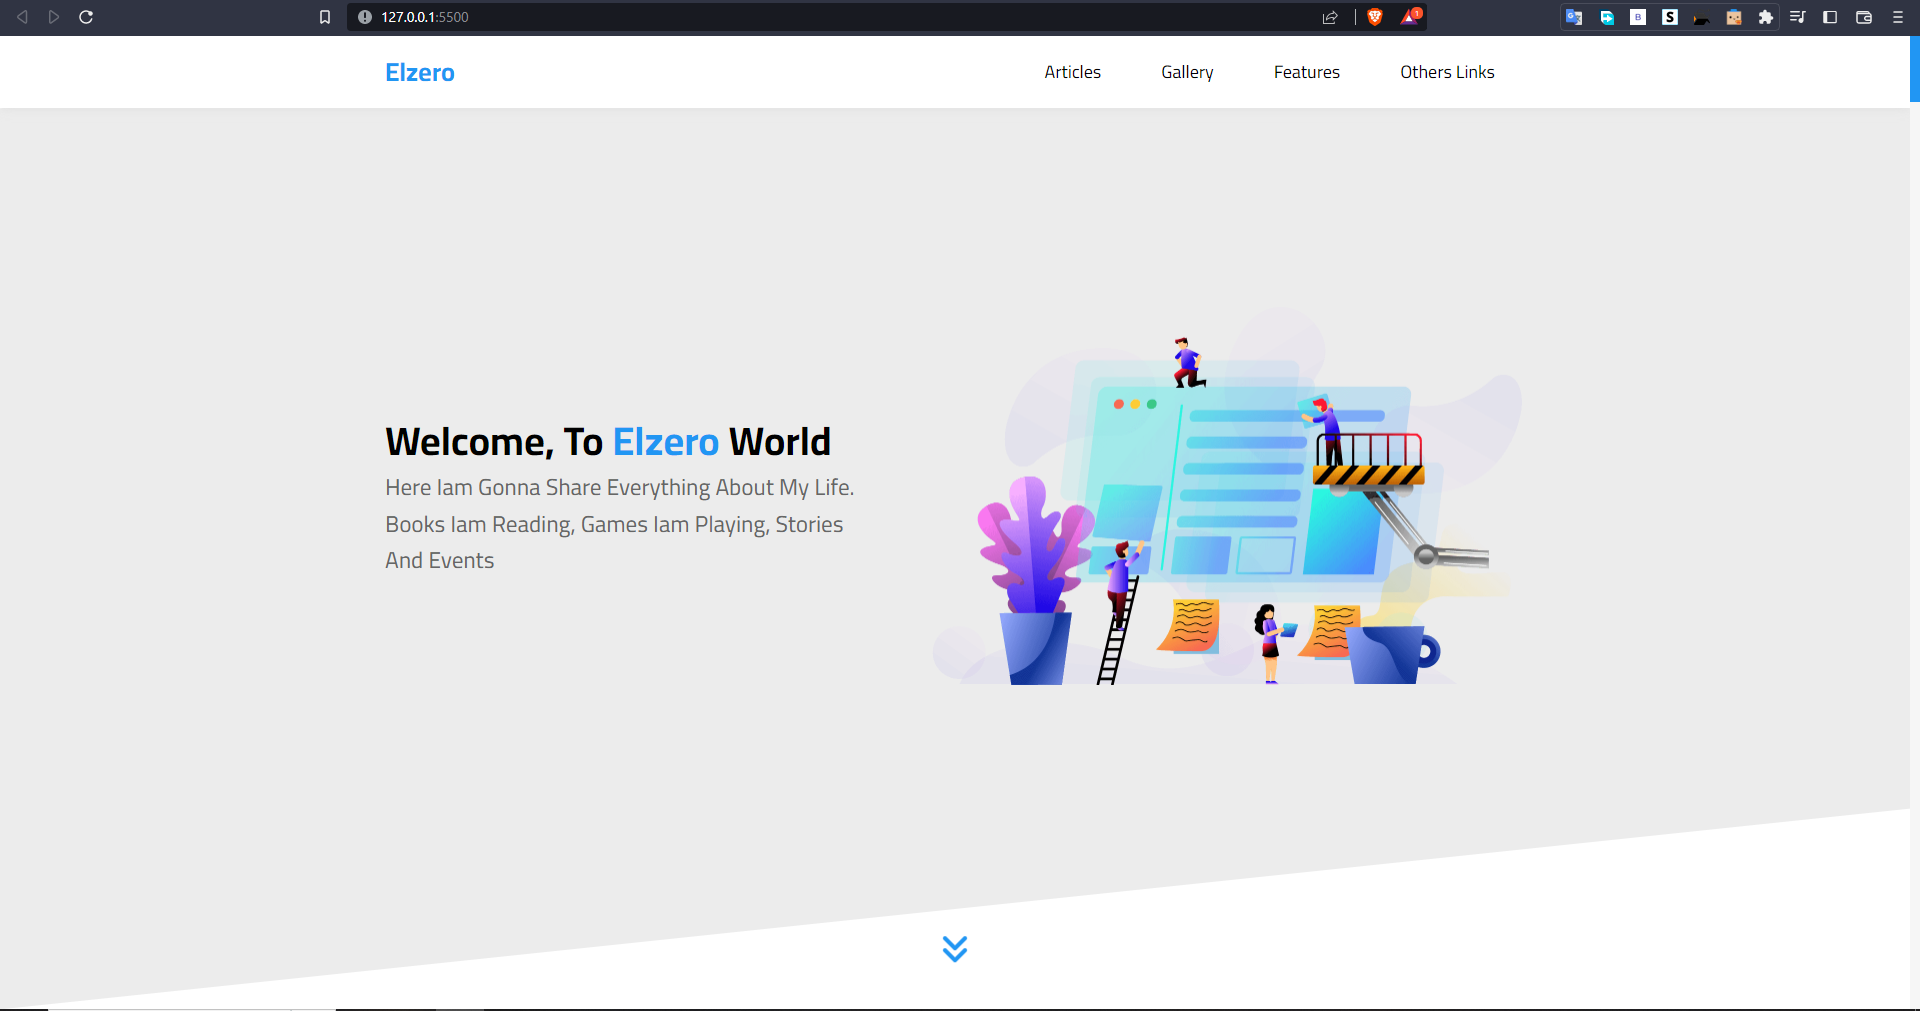 127.0.0.1:5500
1
Elzero
Articles
Gallery
Features
Others Links
Welcome, To Elzero World
Here Iam Gonna Share Everything About My Life.
Books Iam Reading, Games Iam Playing, Stories
And Events